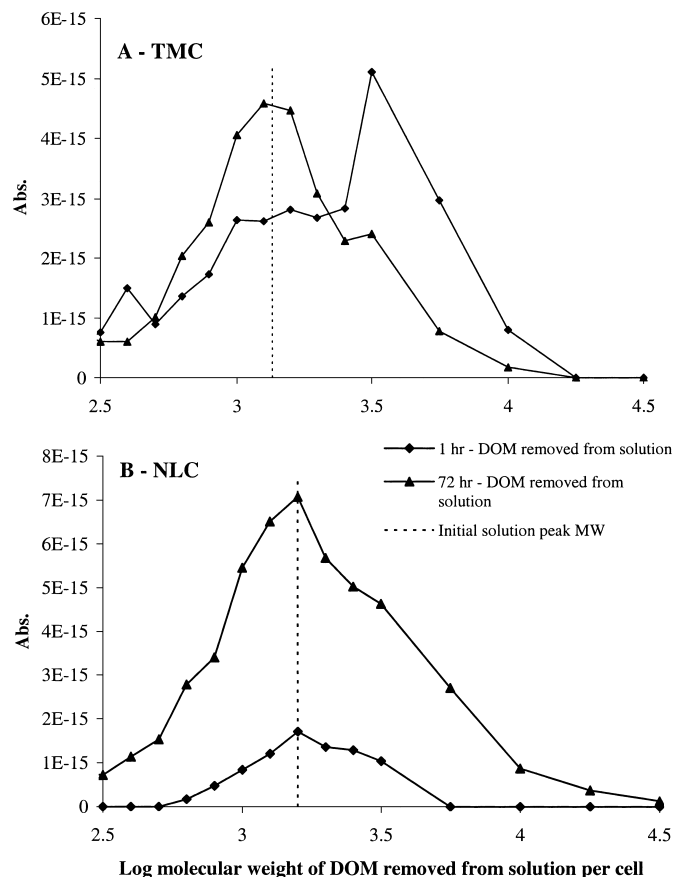 6E-15
A - TMC
5E-15
4E-15
Abs.
3E-15
2E-15
1E-15
0
2.5 3 3.5 4 4.5
8E-15
B - NLC
1 hr - DOM removed from solution
72 hr - DOM removed from
solution
Initial solution peak MW
7E-15
6E-15
5E-15
Abs.
4E-15
3E-15
2E-15
1E-15
0
2.5 3 3.5 4 4.5
Log molecular weight of DOM removed from solution per cell